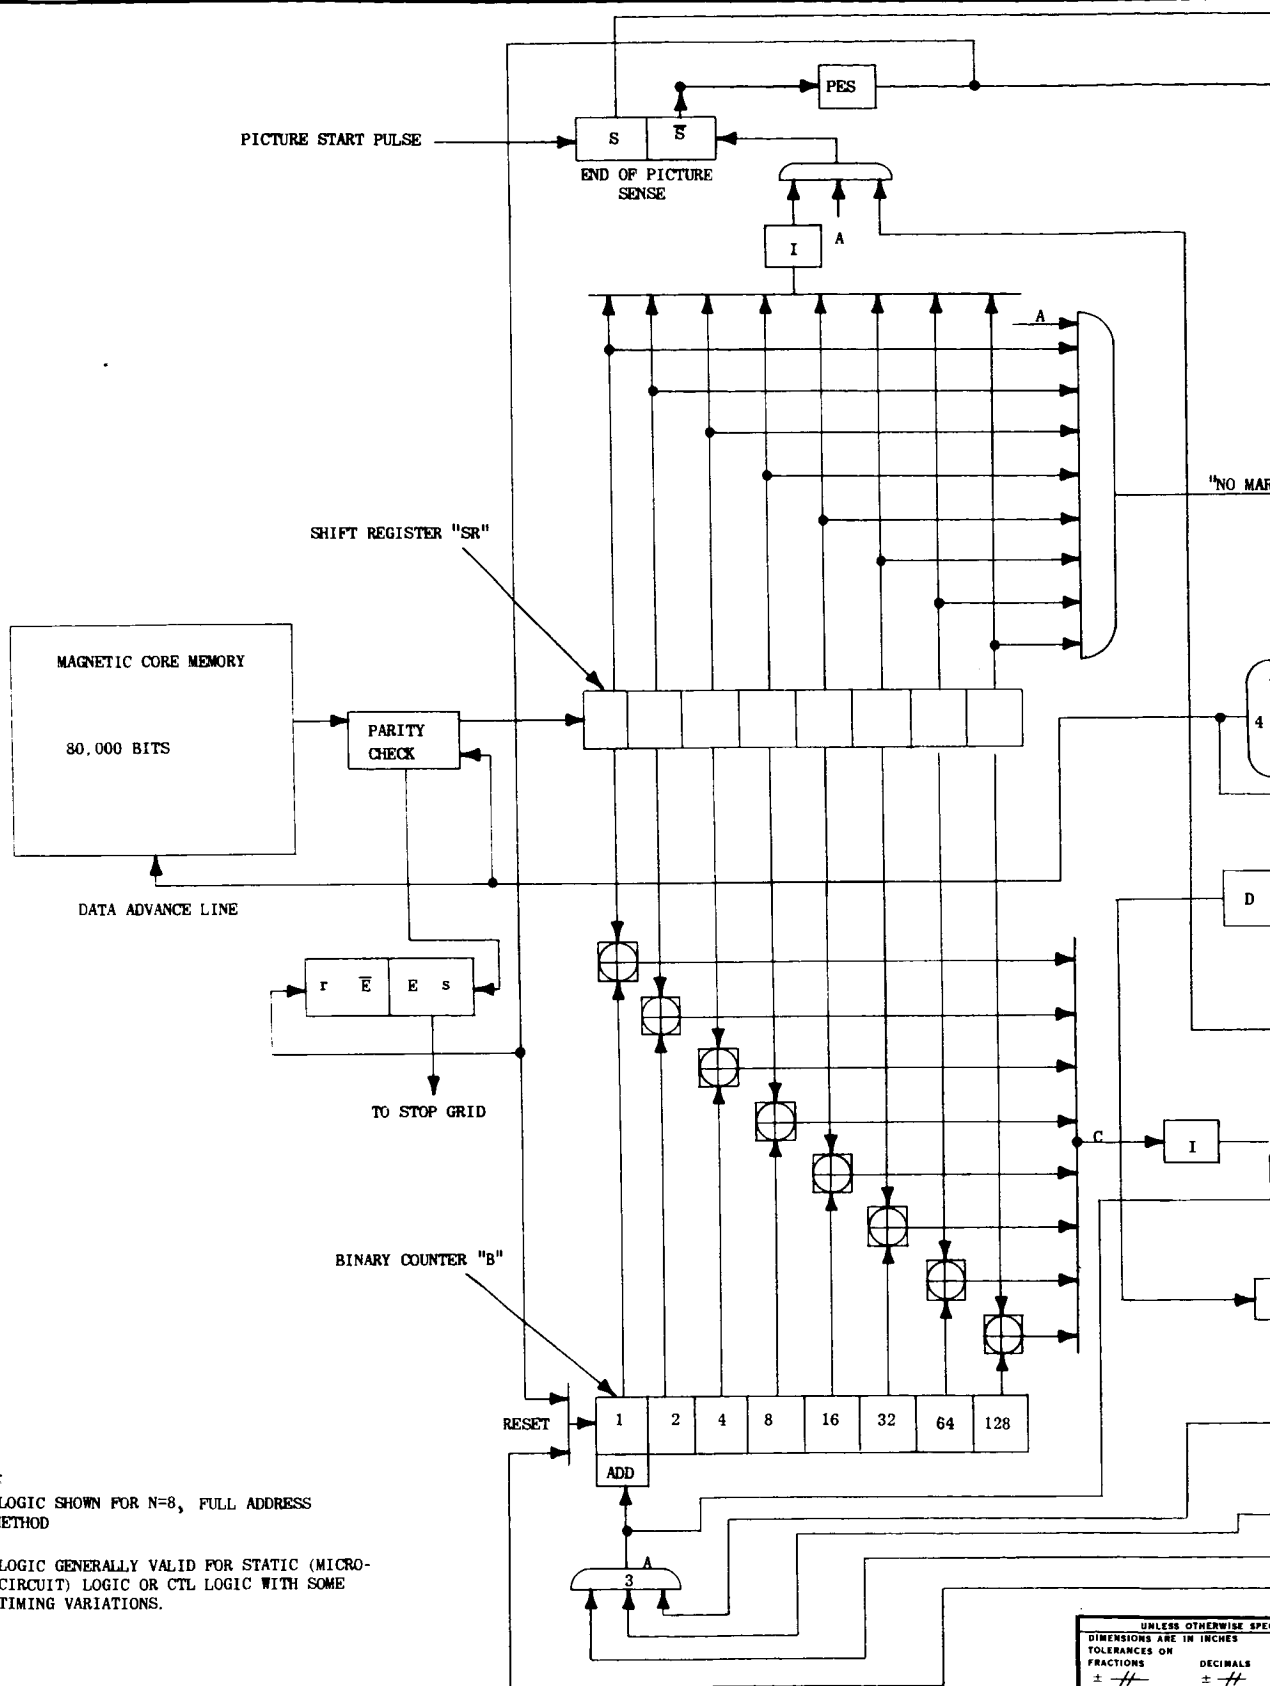 PES
S S̅
PICTURE START PULSE
END OF PICTURE
SENSE
I
A
A
"NO MAR
SHIFT REGISTER "SR"
MAGNETIC CORE MEMORY
80,000 BITS
PARITY
CHECK
4
D
DATA ADVANCE LINE
r E̅ E s
TO STOP GRID
C
I
BINARY COUNTER "B"
RESET
1 2 4 8 16 32 64 128
ADD
LOGIC SHOWN FOR N=8, FULL ADDRESS
ETHOD
LOGIC GENERALLY VALID FOR STATIC (MICRO-
CIRCUIT) LOGIC OR CTL LOGIC WITH SOME
TIMING VARIATIONS.
A
3
UNLESS OTHERWISE SPE
DIMENSIONS ARE IN INCHES
TOLERANCES ON
FRACTIONS DECIMALS
± ±